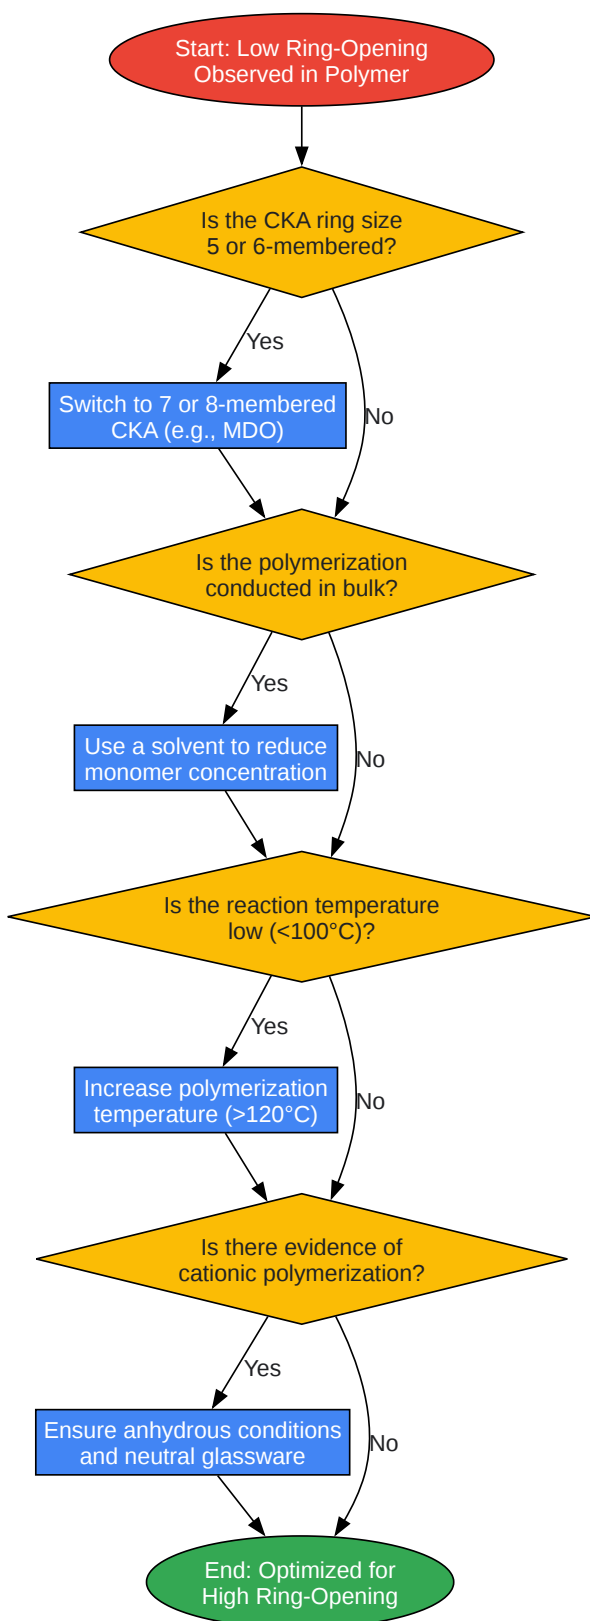 Start: Low Ring-Opening
Observed in Polymer
Is the CKA ring size
5 or 6-membered?
Yes
Switch to 7 or 8-membered
CKA (e.g., MDO)
No
Is the polymerization
conducted in bulk?
Yes
Use a solvent to reduce
monomer concentration
No
Is the reaction temperature
low (<100°C)?
Yes
Increase polymerization
temperature (>120°C)
No
Is there evidence of
cationic polymerization?
Yes
Ensure anhydrous conditions
and neutral glassware
No
End: Optimized for
High Ring-Opening